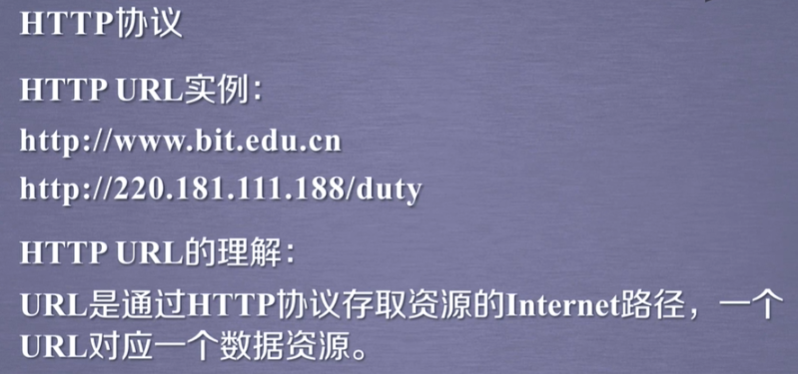 HTTP协议
HTTP URL实例：
http://www.bit.edu.cn
http://220.181.111.188/duty
HTTP URL的理解：
URL是通过HTTP协议存取资源的Internet路径，一个
URL对应一个数据资源。